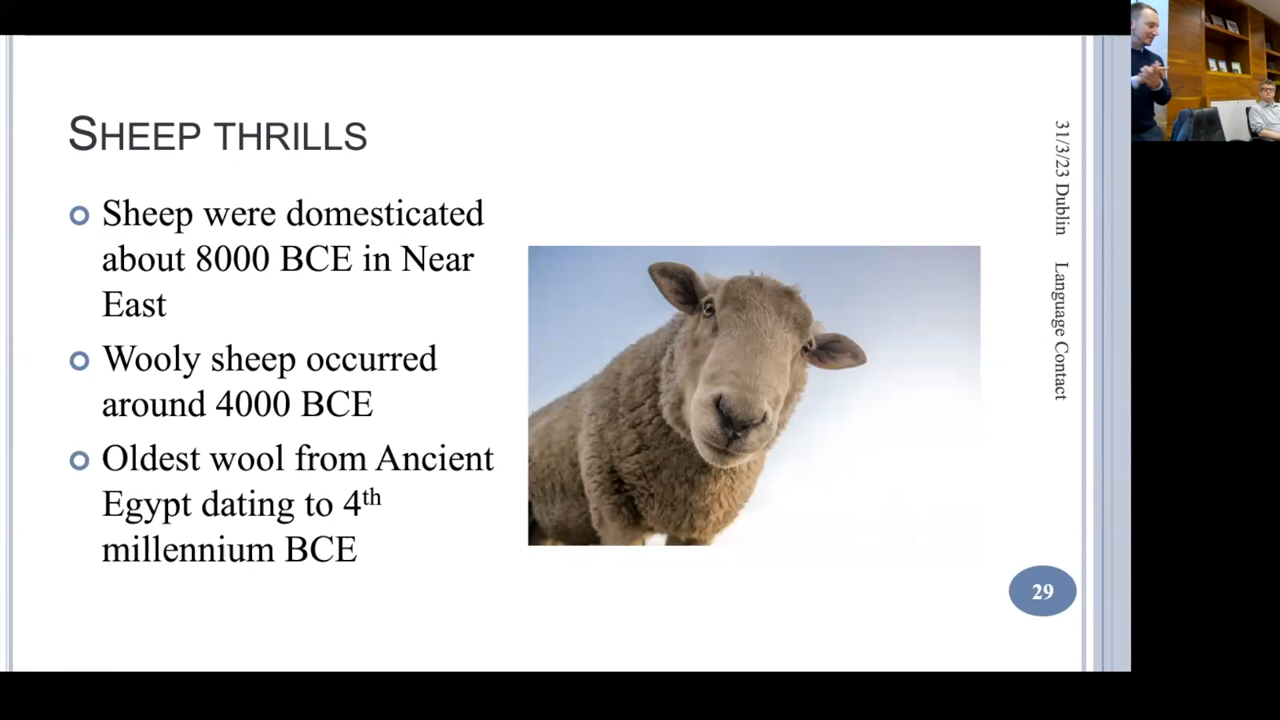 SHEEP THRILLS
Sheep were domesticated
about 8000 BCE in Near
East
Wooly sheep occurred
around 4000 BCE
Oldest wool from Ancient
Egypt dating to 4th
millennium BCE
31/3/23 Dublin Language Contact
29